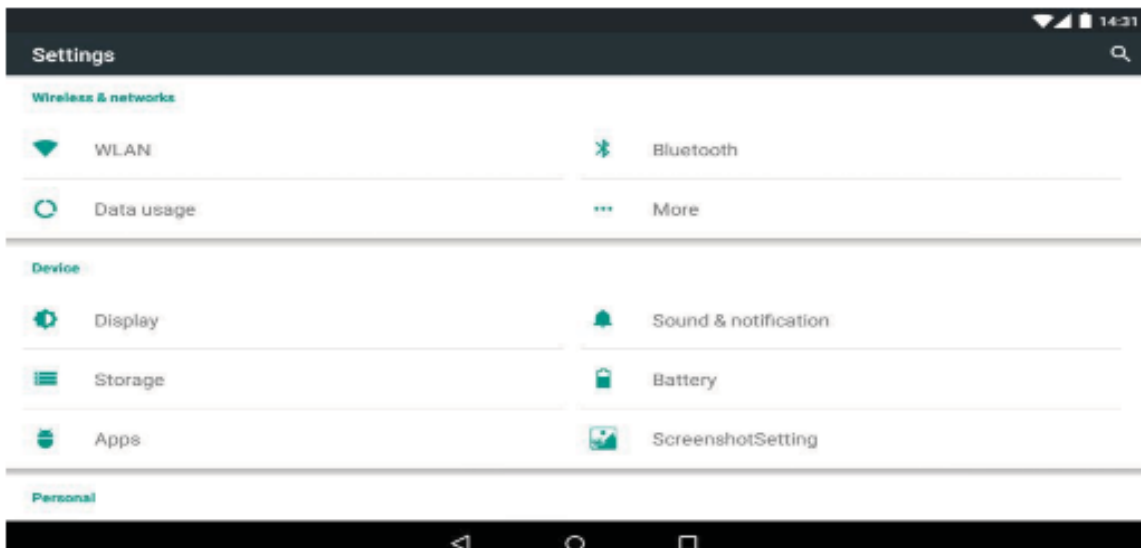 14:31
Settings
Wireless & networks
WLAN
Bluetooth
Data usage
More
Device
Display
Sound & notification
Storage
Battery
Apps
ScreenshotSetting
Personal